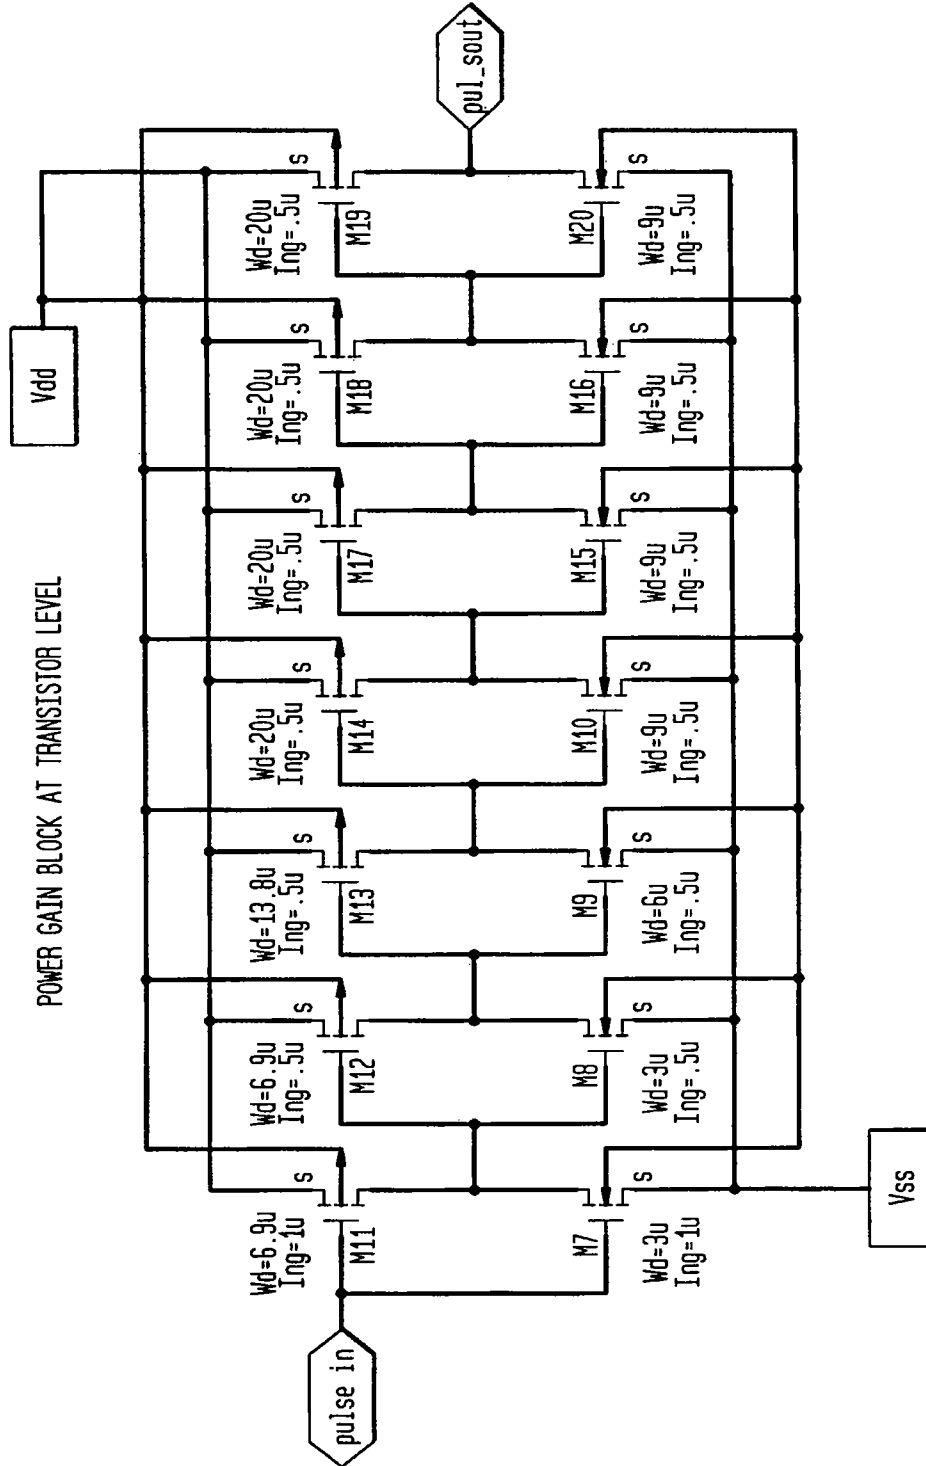 POWER GAIN BLOCK AT TRANSISTOR LEVEL
Vdd
Wd=6.9u
Ing=1u
S
M11
Wd=6.9u
Ing=.5u
S
M12
Wd=13.8u
Ing=.5u
S
M13
Wd=20u
Ing=.5u
S
M14
Wd=20u
Ing=.5u
S
M17
Wd=20u
Ing=.5u
S
M18
Wd=20u
Ing=.5u
S
M19
pulse in
pul_sout
M7
S
Wd=3u
Ing=1u
M8
S
Wd=3u
Ing=.5u
M9
S
Wd=6u
Ing=.5u
M10
S
Wd=9u
Ing=.5u
M15
S
Wd=9u
Ing=.5u
M16
S
Wd=9u
Ing=.5u
M20
S
Wd=9u
Ing=.5u
Vss